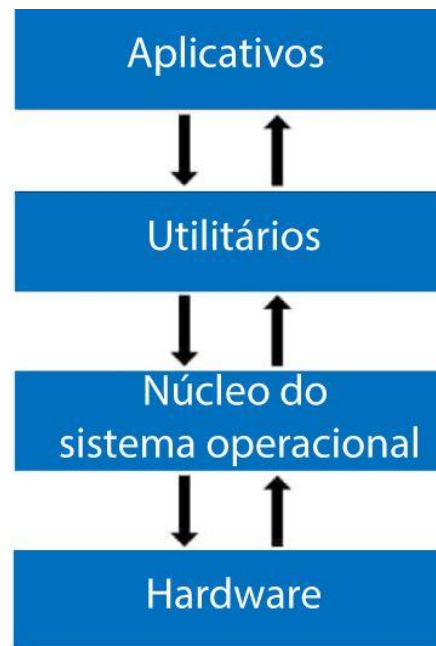 Aplicativos
Utilitários
Núcleo do
sistema operacional
Hardware